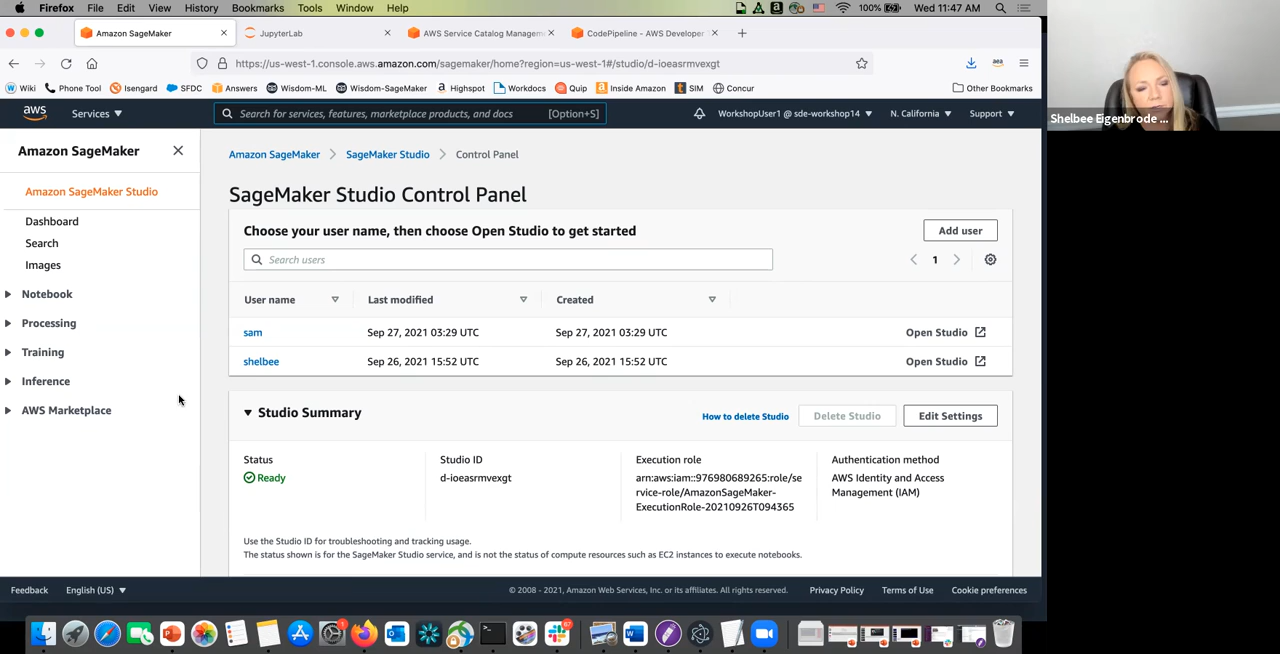 Firefox File Edit View History Bookmarks Tools Window Help 100% Wed 11:47 AM
Amazon SageMaker JupyterLab AWS Service Catalog Managem CodePipeline - AWS Developer
https://us-west-1.console.aws.amazon.com/sagemaker/home?region=us-west-1#/studio/d-ioeasrmvexgt
Wiki Phone Tool Isengard SFDC Answers Wisdom-ML Wisdom-SageMaker Highspot Workdocs Quip Inside Amazon SIM Concur Other Bookmarks
aws Services Search for services, features, marketplace products, and docs [Option+S] WorkshopUser1 @ sde-workshop14 N. California Support
Shelbee Eigenbrode ...
Amazon SageMaker
Amazon SageMaker Studio
Dashboard
Search
Images
Notebook
Processing
Training
Inference
AWS Marketplace
Amazon SageMaker SageMaker Studio Control Panel
SageMaker Studio Control Panel
Choose your user name, then choose Open Studio to get started Add user
Search users 1
User name Last modified Created
sam Sep 27, 2021 03:29 UTC Sep 27, 2021 03:29 UTC Open Studio
shelbee Sep 26, 2021 15:52 UTC Sep 26, 2021 15:52 UTC Open Studio
Studio Summary How to delete Studio Delete Studio Edit Settings
Status Studio ID Execution role Authentication method
Ready d-ioeasrmvexgt arn:aws:iam::976980689265:role/se AWS Identity and Access
rvice-role/AmazonSageMaker- Management (IAM)
ExecutionRole-20210926T094365
Use the Studio ID for troubleshooting and tracking usage.
The status shown is for the SageMaker Studio service, and is not the status of compute resources such as EC2 instances to execute notebooks.
Feedback English (US) © 2008 - 2021, Amazon Web Services, Inc. or its affiliates. All rights reserved. Privacy Policy Terms of Use Cookie preferences